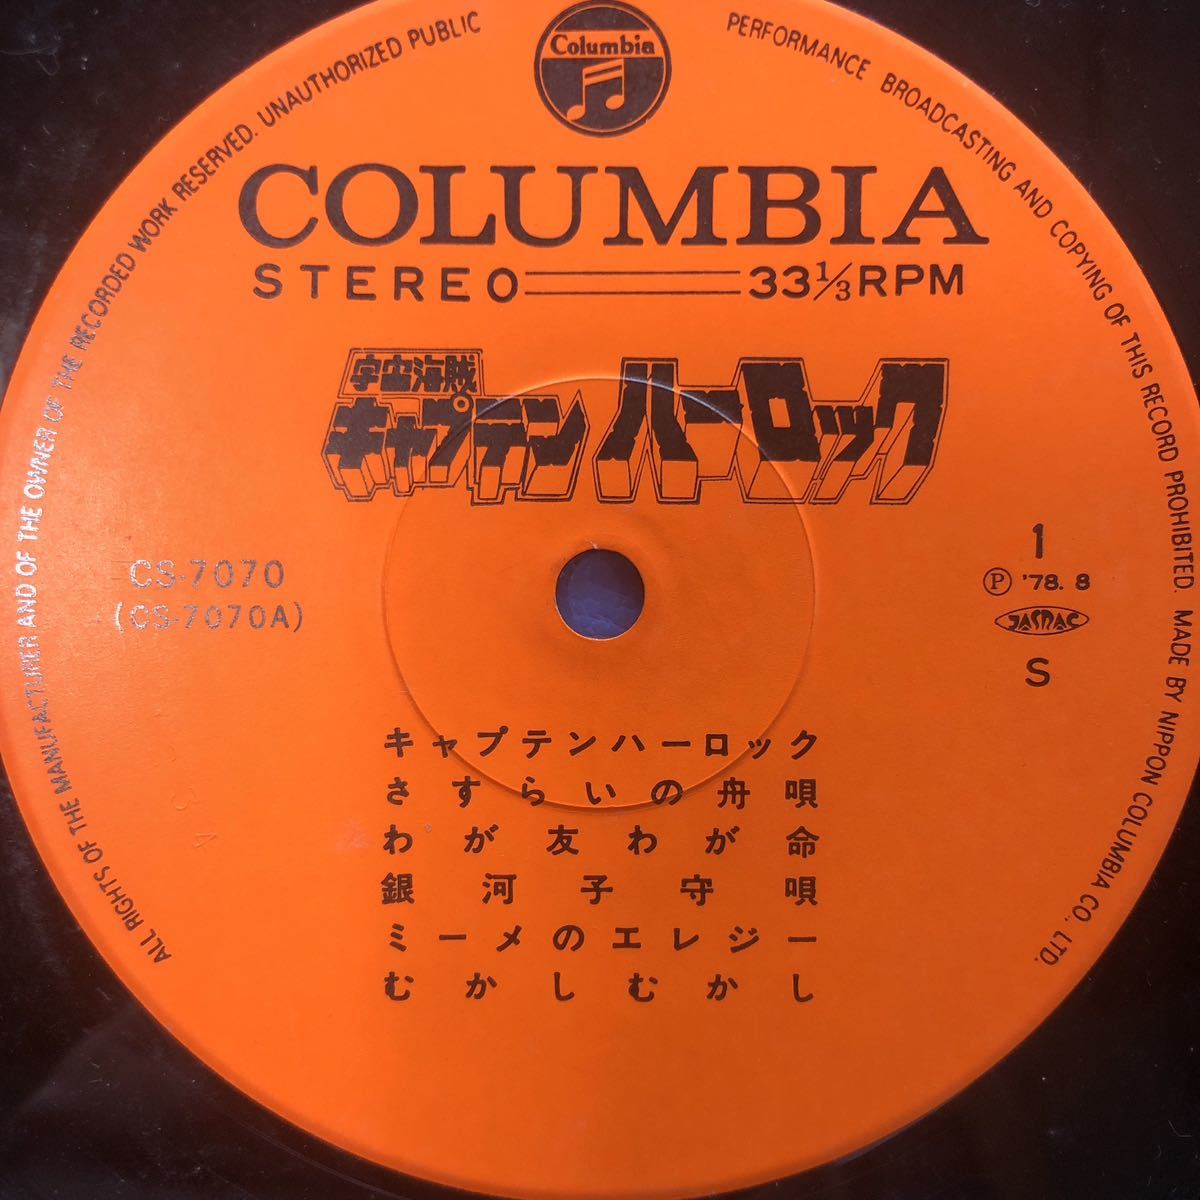 ALL RIGHTS OF THE MANUFACTURER AND OF THE OWNER OF THE RECORDED WORK RESERVED. UNAUTHORIZED PUBLIC PERFORMANCE BROADCASTING AND COPYING OF THIS RECORD PROHIBITED. MADE BY NIPPON COLUMBIA CO., LTD.
Columbia
COLUMBIA
STEREO 33 1/3 RPM
宇宙海賊
キャプテン ハーロック
CS-7070
(CS-7070A)
1
Ⓟ '78. 8
JASRAC
S
キャプテンハーロック
さすらいの舟唄
わが友わが命
銀河子守唄
ミーメのエレジー
むかしむかし